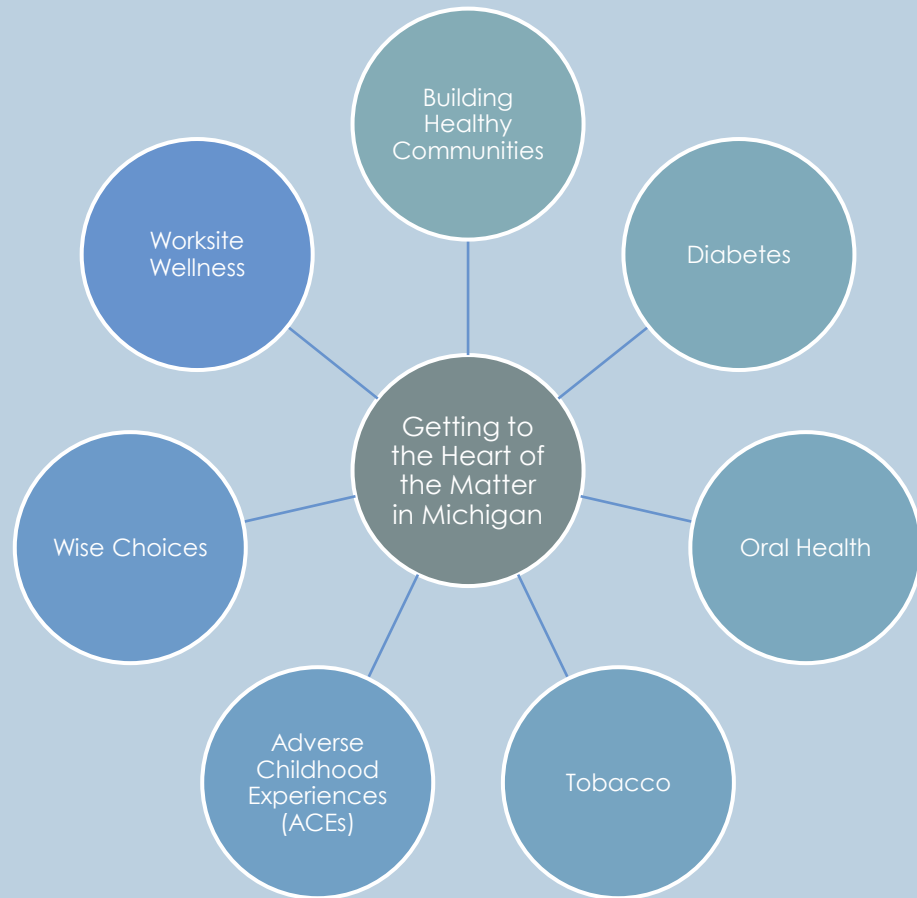 Building
Healthy
Communities
Diabetes
Oral Health
Tobacco
Adverse
Childhood
Experiences
(ACEs)
Wise Choices
Worksite
Wellness
Getting to
the Heart of
the Matter
in Michigan